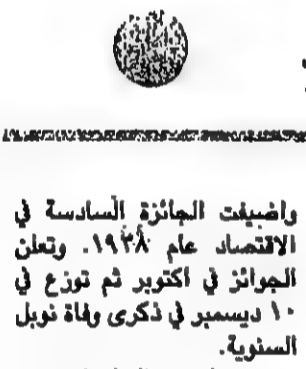 واضيفت الجائزة السادسة في
الاقتصاد عام ١٩٣٨. وتعلن
الجوائز في اكتوبر ثم توزع في
١٠ ديسمبر في ذكرى وفاة نوبل
السنوية.